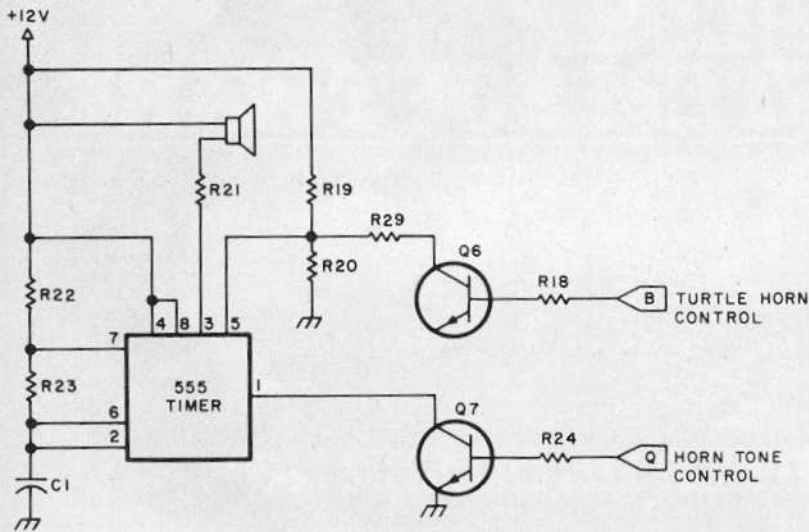 +12V
R21
R19
R29
Q6
R22
R20
R18
B
TURTLE HORN
CONTROL
4
8
3
5
7
R23
555
TIMER
1
6
2
Q7
R24
Q
HORN TONE
CONTROL
C1